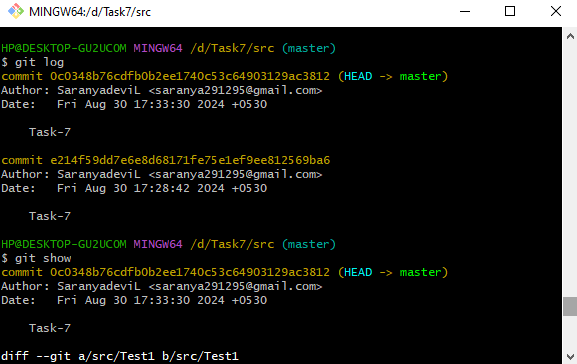 MINGW64:/d/Task7/src
HP@DESKTOP-GU2UCOM MINGW64 /d/Task7/src (master)
$ git log
commit 0c0348b76cdfb0b2ee1740c53c64903129ac3812 (HEAD -> master)
Author: SaranyadeviL <saranya291295@gmail.com>
Date:   Fri Aug 30 17:33:30 2024 +0530
    Task-7
commit e214f59dd7e6e8d68171fe75e1ef9ee812569ba6
Author: SaranyadeviL <saranya291295@gmail.com>
Date:   Fri Aug 30 17:28:42 2024 +0530
    Task-7
HP@DESKTOP-GU2UCOM MINGW64 /d/Task7/src (master)
$ git show
commit 0c0348b76cdfb0b2ee1740c53c64903129ac3812 (HEAD -> master)
Author: SaranyadeviL <saranya291295@gmail.com>
Date:   Fri Aug 30 17:33:30 2024 +0530
    Task-7
diff --git a/src/Test1 b/src/Test1